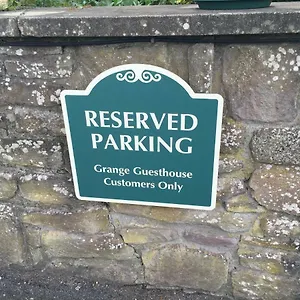 RESERVED
PARKING
Grange Guesthouse
Customers Only